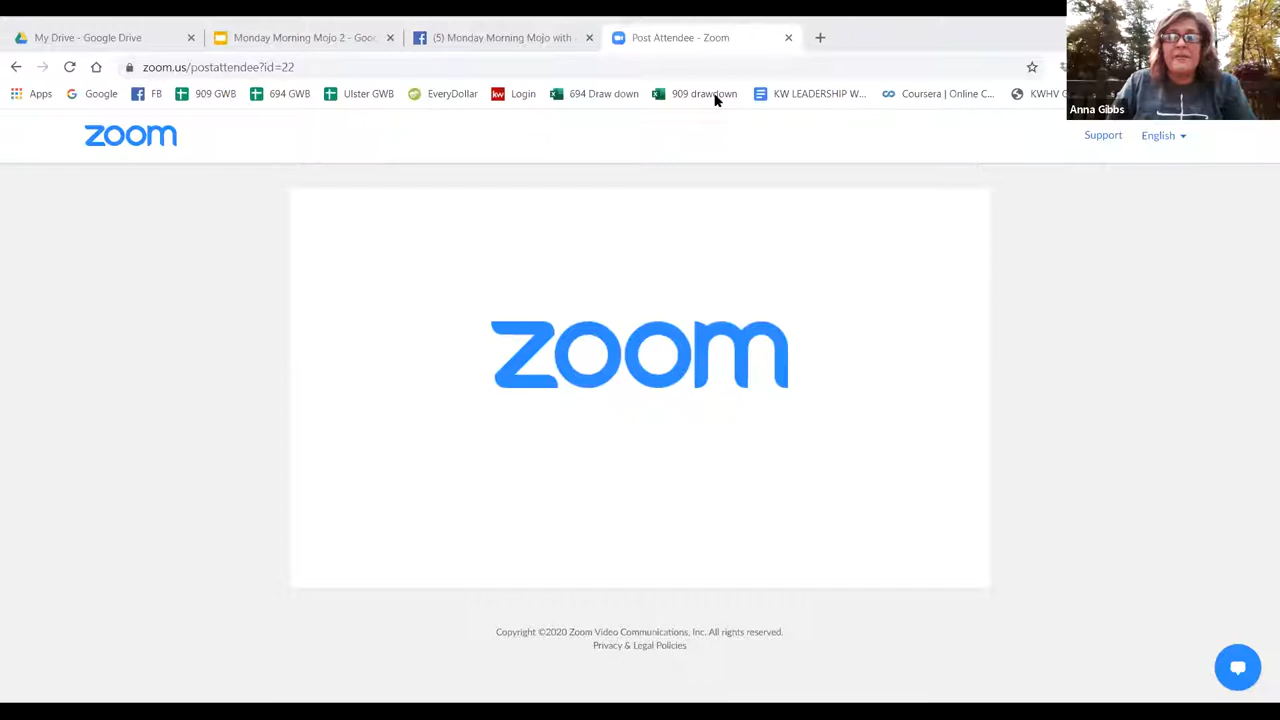 My Drive - Google Drive
Monday Morning Mojo 2 - Goo
(5) Monday Morning Mojo with
Post Attendee - Zoom
zoom.us/postattendee?id=22
Apps
Google
FB
909 GWB
694 GWB
Ulster GWB
EveryDollar
kw
Login
694 Draw down
909 drawdown
KW LEADERSHIP W...
Coursera | Online C...
KWHV
Anna Gibbs
zoom
Support
English
zoom
Copyright ©2020 Zoom Video Communications, Inc. All rights reserved.
Privacy & Legal Policies